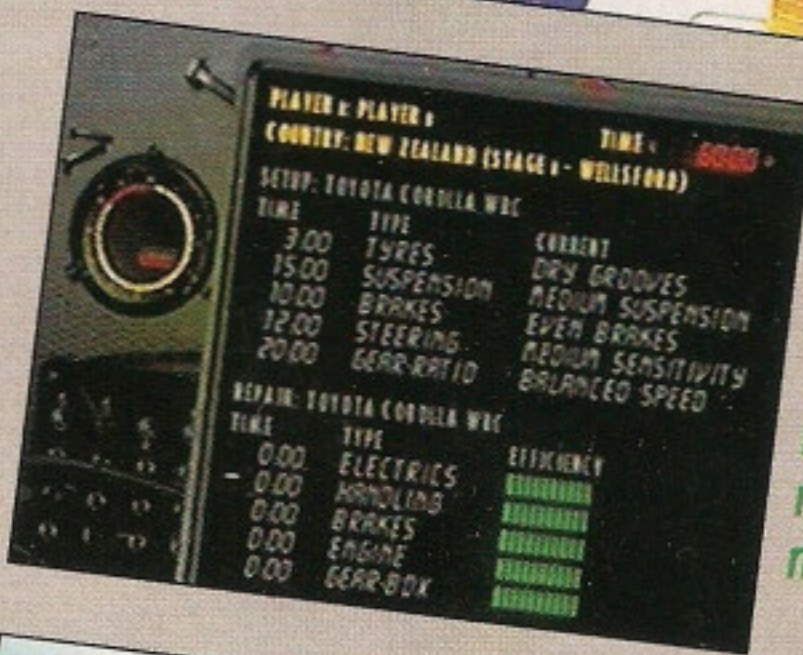 PLAYER : PLAYER
TIME :
COUNTRY: NEW ZEALAND (STAGE - WELLSFORD)
SETUP: TOYOTA COROLLA WRC
TIME TYPE CURRENT
3.00 TYRES DRY GROOVES
15.00 SUSPENSION MEDIUM SUSPENSION
10.00 BRAKES EVEN BRAKES
12.00 STEERING MEDIUM SENSITIVITY
20.00 GEAR-RATIO BALANCED SPEED
REPAIR: TOYOTA COROLLA WRC
TIME TYPE EFFICIENCY
0.00 ELECTRICS
0.00 HANDLING
0.00 BRAKES
0.00 ENGINE
0.00 GEAR-BOX